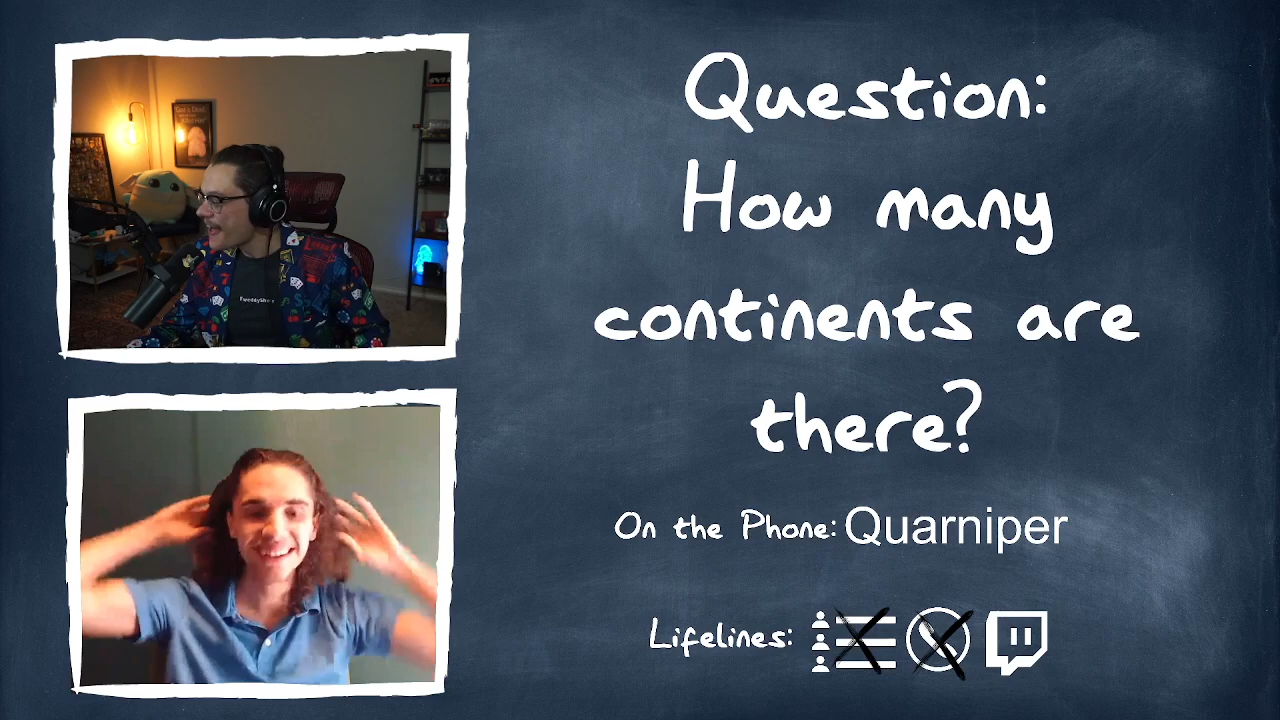 Question:
How many
continents are
there?
On the Phone: Quarniper
Lifelines: